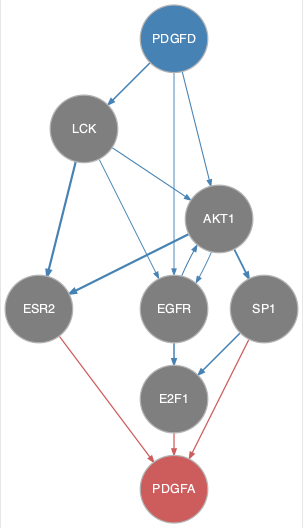 PDGFD
LCK
AKT1
ESR2
EGFR
SP1
E2F1
PDGFA